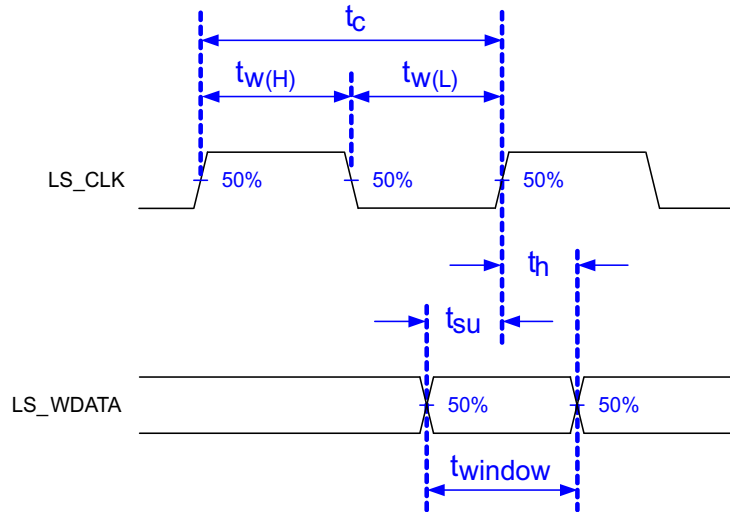 tc
tw(H) tw(L)
LS_CLK 50% 50% 50%
th
tsu
LS_WDATA 50% 50%
twindow